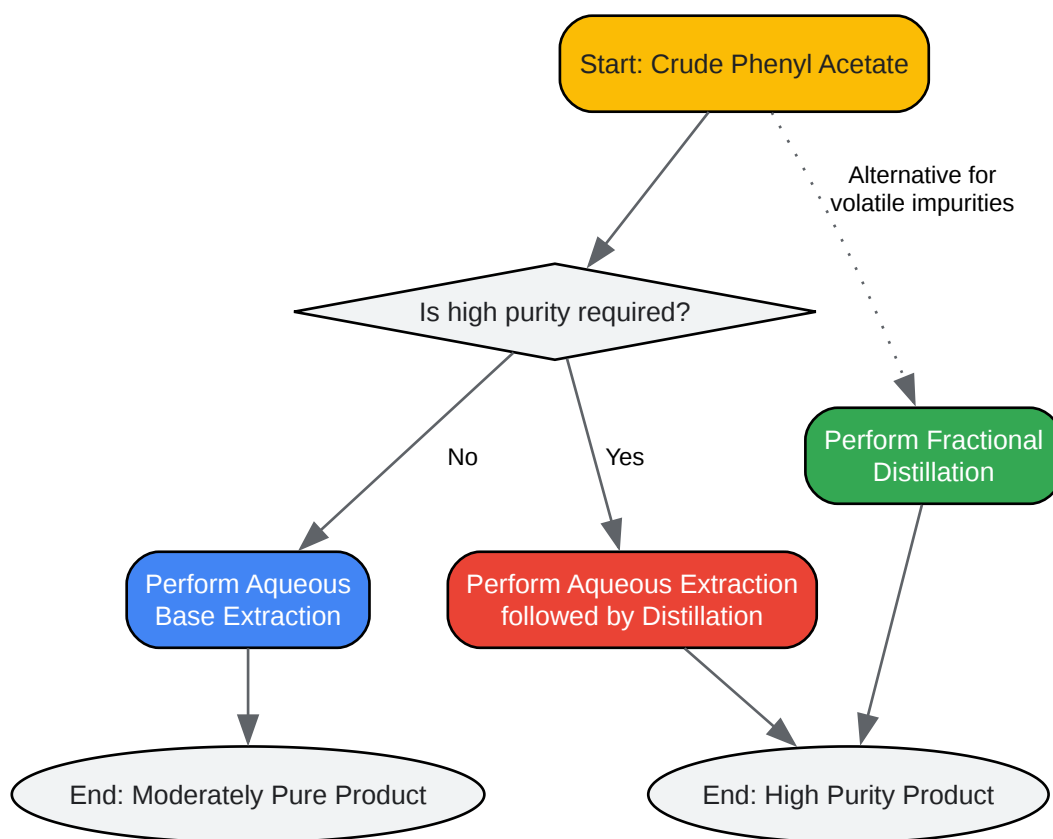 Start: Crude Phenyl Acetate
Alternative for
volatile impurities
Is high purity required?
No
Yes
Perform Fractional
Distillation
Perform Aqueous
Base Extraction
Perform Aqueous Extraction
followed by Distillation
End: Moderately Pure Product
End: High Purity Product